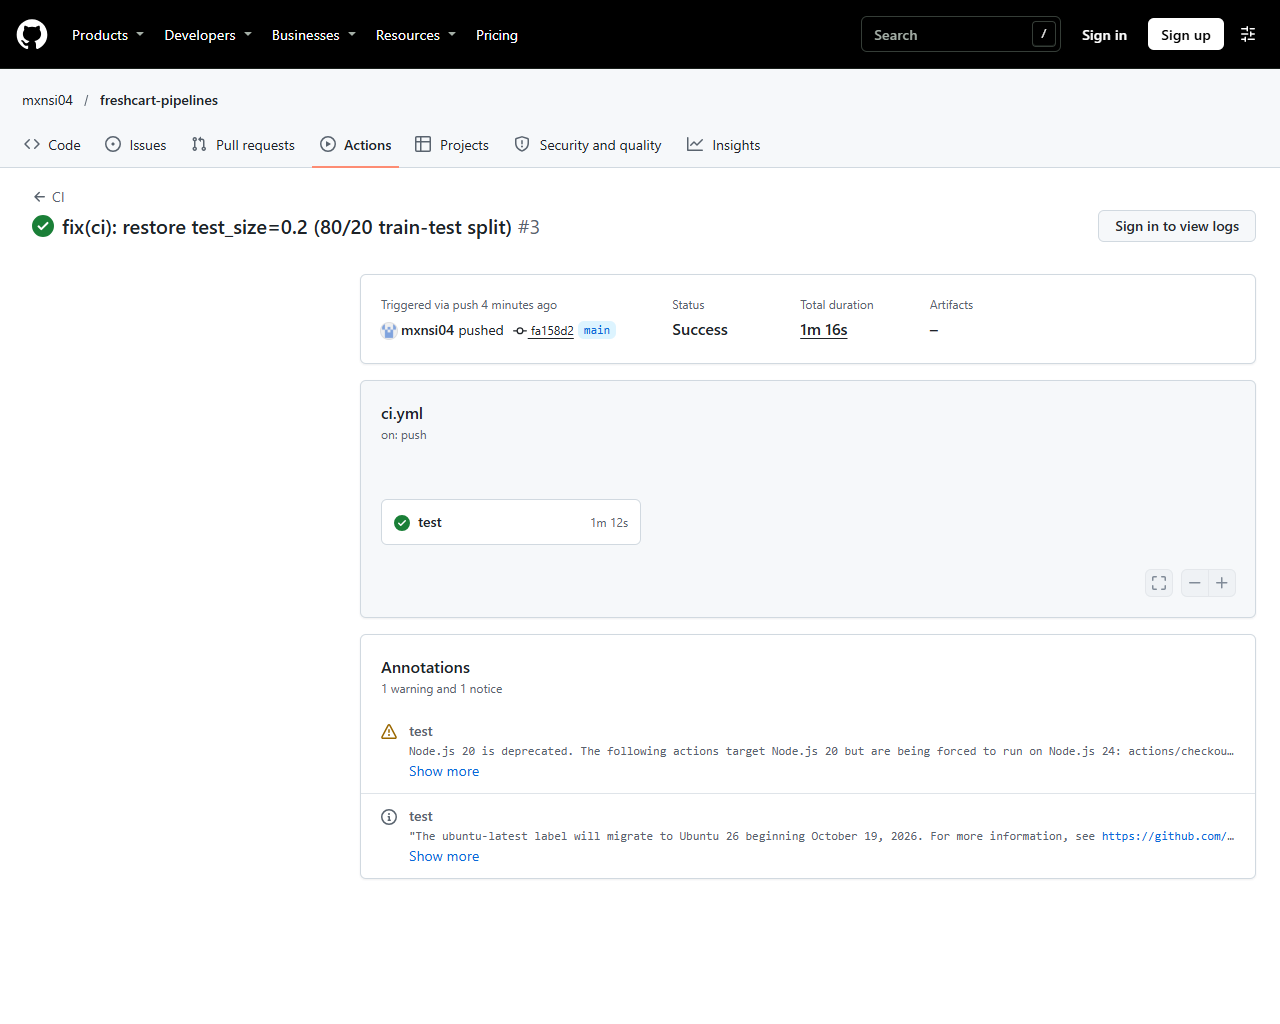 Products Developers Businesses Resources Pricing Search / Sign in Sign up
mxnsi04 / freshcart-pipelines
Code Issues Pull requests Actions Projects Security and quality Insights
CI
fix(ci): restore test_size=0.2 (80/20 train-test split) #3
Sign in to view logs
Triggered via push 4 minutes ago Status Total duration Artifacts
mxnsi04 pushed fa158d2 main Success 1m 16s –
ci.yml
on: push
test 1m 12s
Annotations
1 warning and 1 notice
test
Node.js 20 is deprecated. The following actions target Node.js 20 but are being forced to run on Node.js 24: actions/checkou…
Show more
test
"The ubuntu-latest label will migrate to Ubuntu 26 beginning October 19, 2026. For more information, see https://github.com/…
Show more